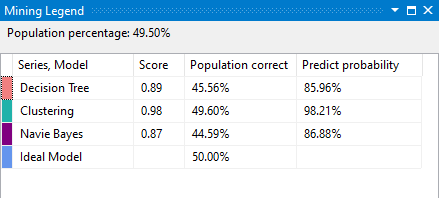 Mining Legend
Population percentage: 49.50%
Series, Model Score Population correct Predict probability
Decision Tree 0.89 45.56% 85.96%
Clustering 0.98 49.60% 98.21%
Navie Bayes 0.87 44.59% 86.88%
Ideal Model 50.00%